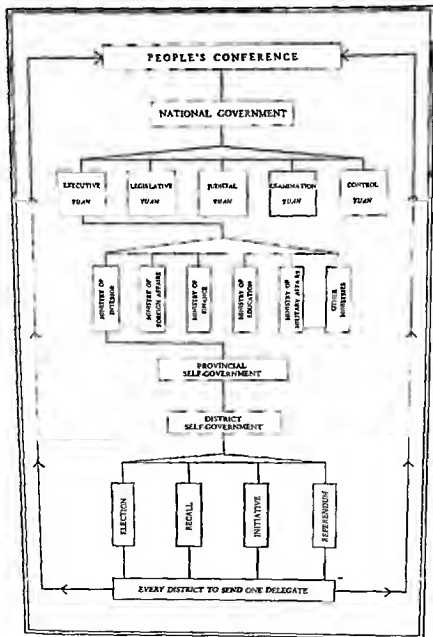 PEOPLE'S CONFERENCE
NATIONAL GOVERNMENT
EXECUTIVE
YUAN
LEGISLATIVE
YUAN
JUDICIAL
YUAN
EXAMINATION
YUAN
CONTROL
YUAN
MINISTRY OF
INTERIOR
MINISTRY OF
FOREIGN AFFAIRS
MINISTRY OF
FINANCE
MINISTRY OF
EDUCATION
MINISTRY OF
MILITARY AFFAIRS
OTHER
MINISTRIES
PROVINCIAL
SELF-GOVERNMENT
DISTRICT
SELF-GOVERNMENT
ELECTION
RECALL
INITIATIVE
REFERENDUM
EVERY DISTRICT TO SEND ONE DELEGATE